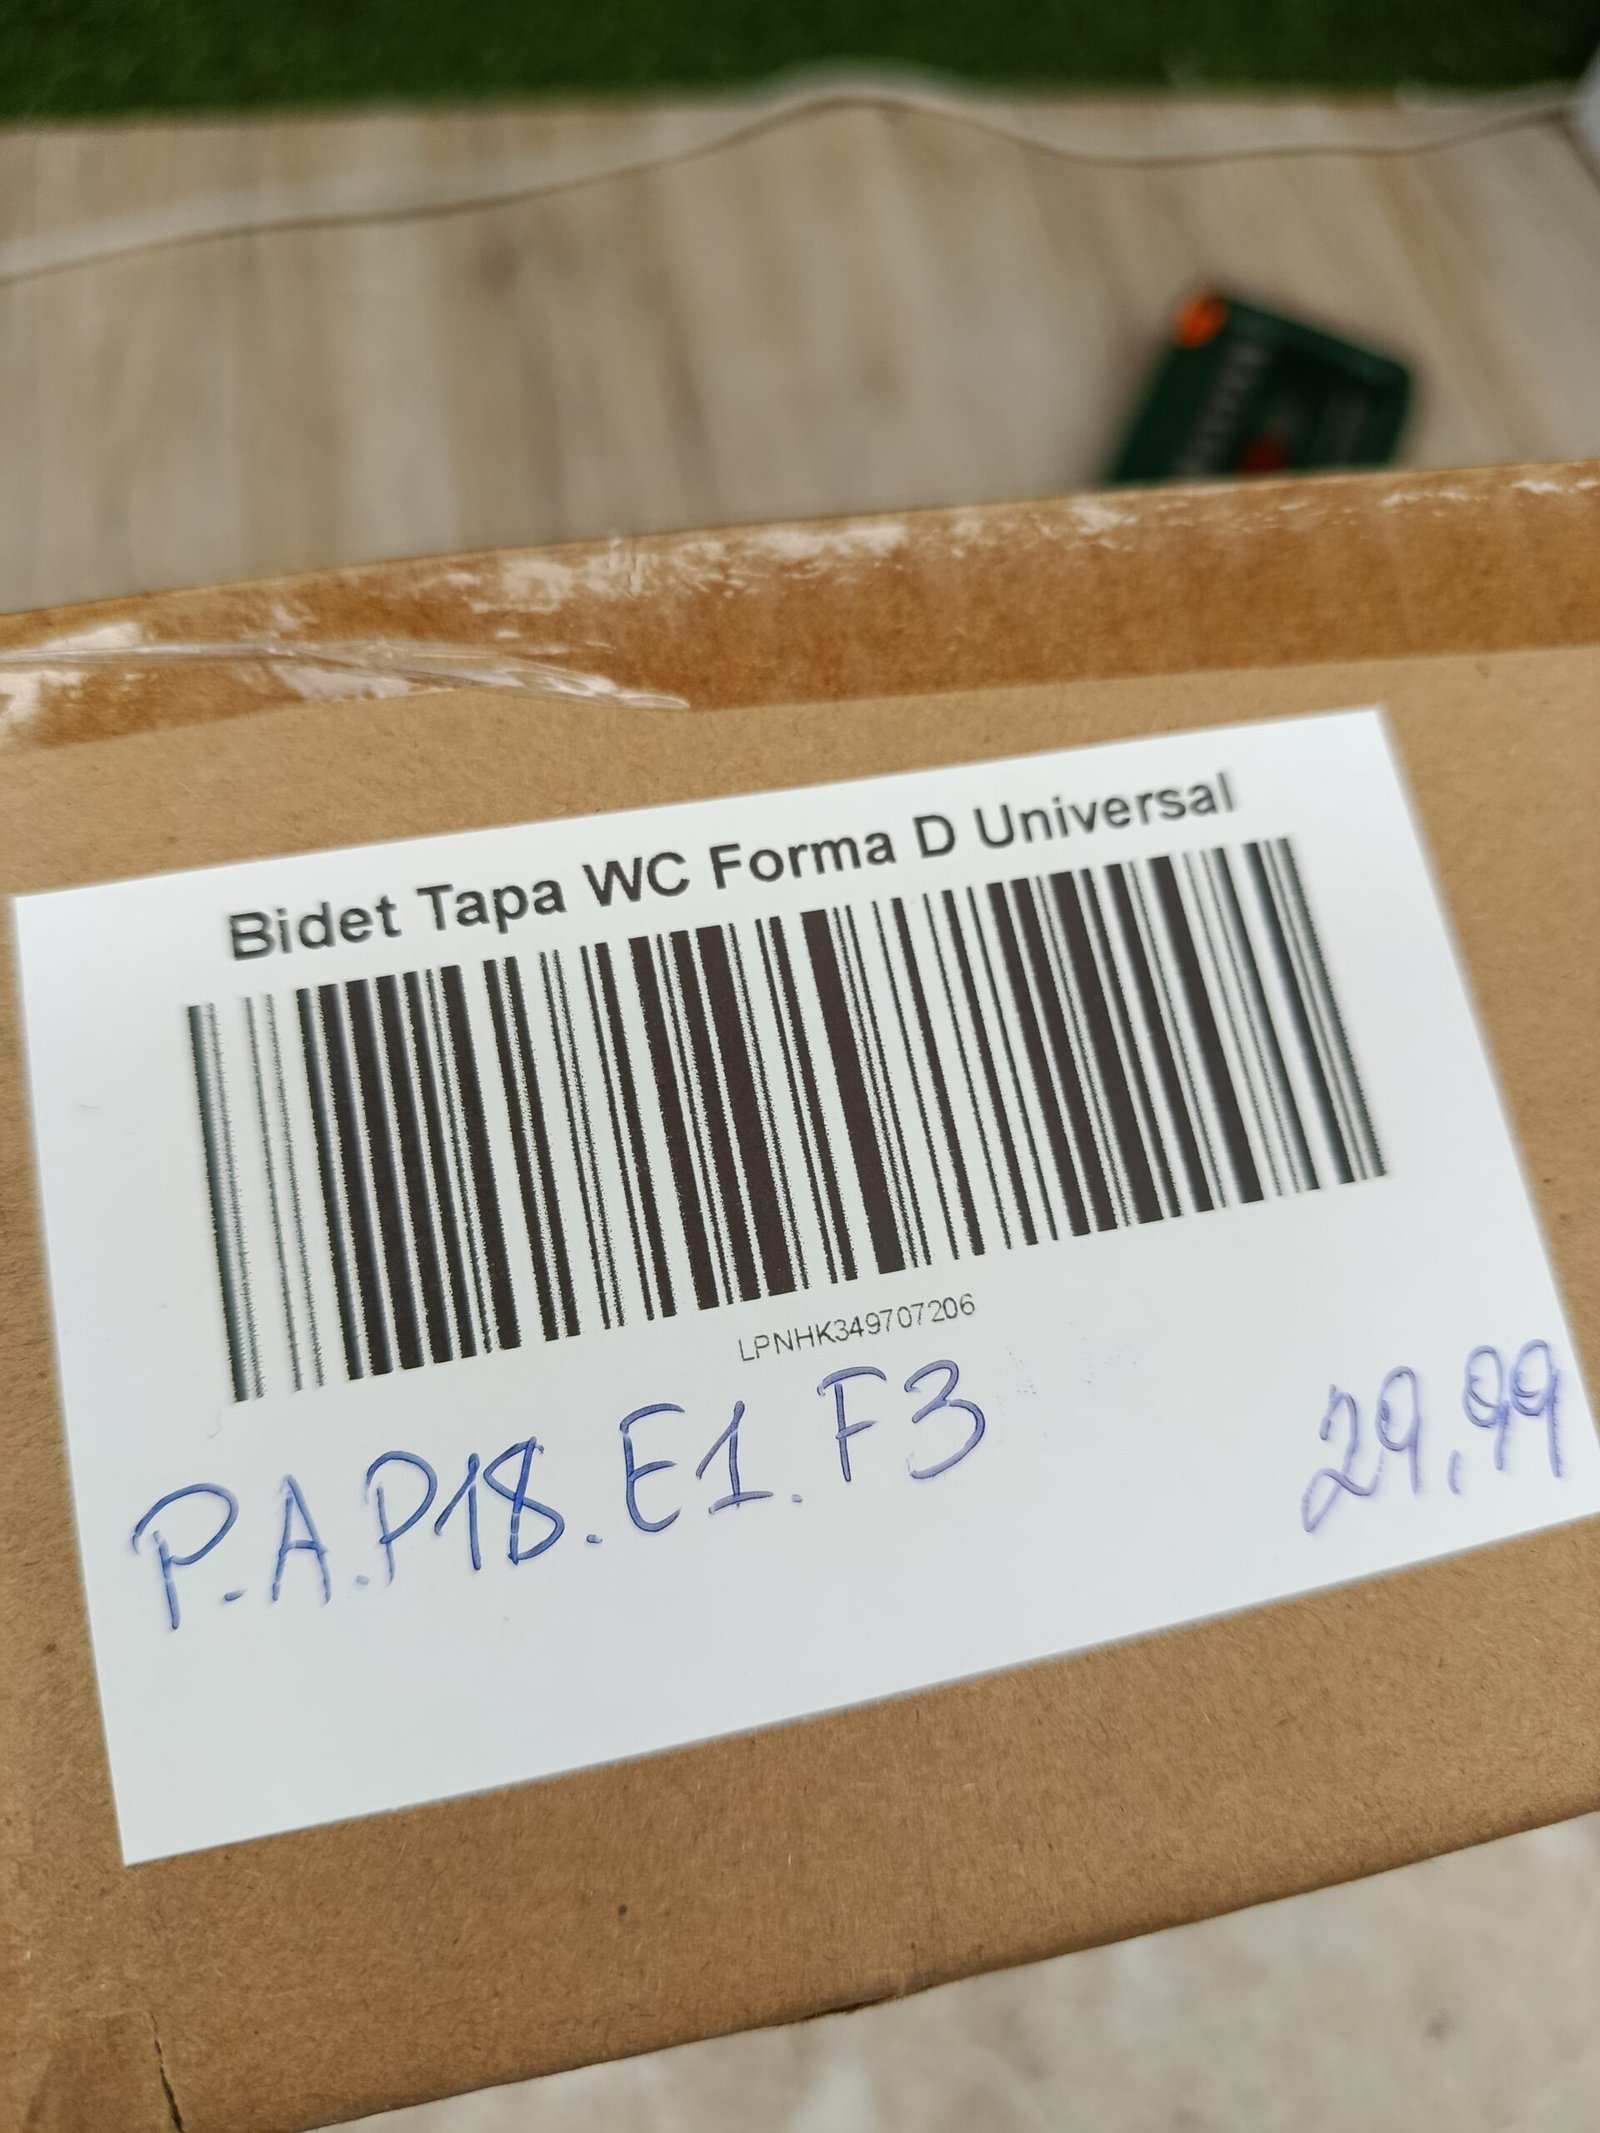 Bidet Tapa WC Forma D Universal
LPNHK349707206
P.A.P18.E1.F3
29,99